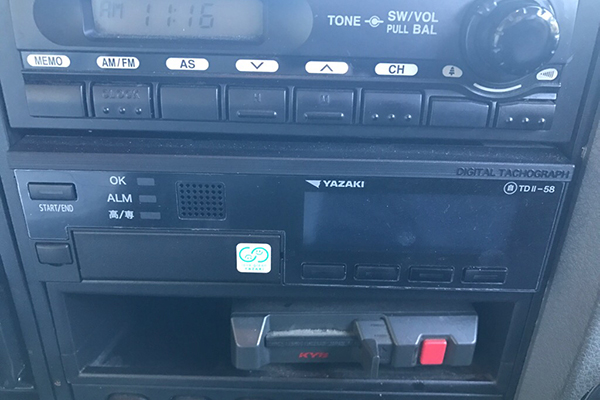 AM 11:16
TONE SW/VOL
PULL BAL
MEMO AM/FM AS CH
CLOCK
DIGITAL TACHOGRAPH
OK
ALM
高/専
START/END
YAZAKI
TDII-58
KYB